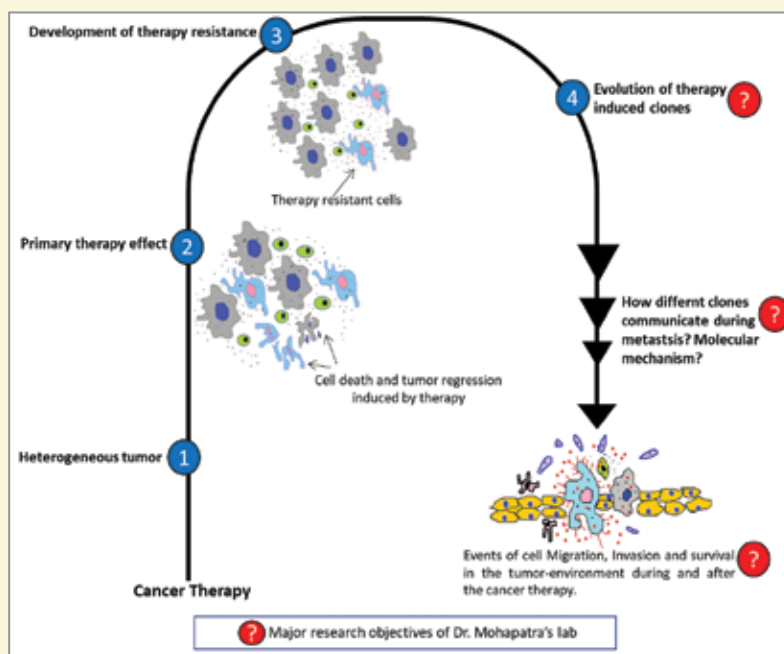 Development of therapy resistance
3
4
Evolution of therapy
induced clones
?
Therapy resistant cells
Primary therapy effect
2
How differnt clones
communicate during
metastsis? Molecular
mechanism?
?
Cell death and tumor regression
induced by therapy
Heterogeneous tumor
1
Events of cell Migration, Invasion and survival
in the tumor-environment during and after
the cancer therapy.
?
Cancer Therapy
? Major research objectives of Dr. Mohapatra's lab